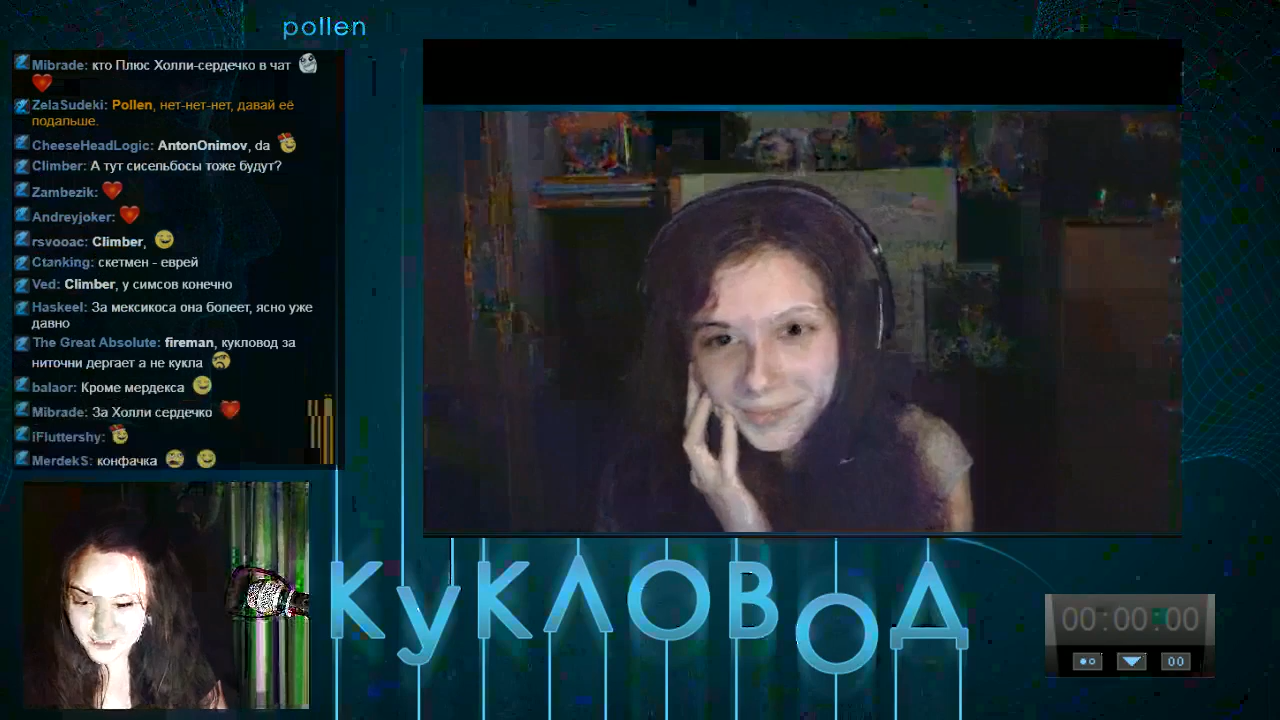 pollen
Mibrade: кто Плюс Холли-сердечко в чат
ZelaSudeki: Pollen, нет-нет-нет, давай её
подальше.
CheeseHeadLogic: AntonOnimov, da
Climber: А тут сисельбосы тоже будут?
Zambezik:
Andreyjoker:
rsvooac: Climber,
Ctanking: скетмен - еврей
Ved: Climber, у симсов конечно
Haskeel: За мексикоса она болеет, ясно уже
давно
The Great Absolute: fireman, кукловод за
ниточни дергает а не кукла
balaor: Кроме мердекса
Mibrade: За Холли сердечко
iFluttershy:
MerdekS: конфачка
КУКЛОВОД
00:00:00
00